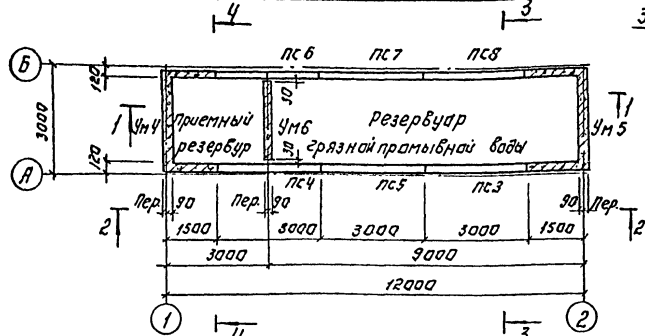 4 3 3
ПС6 ПС7 ПС8
Б
120
30
3000
1 Ум4 Приемный резервуар Ум6 Резервуар грязной промывной воды Ум5 1
30
120
А
ПС4 ПС5 ПС3
Пер. 90 Пер. 90 90 Пер.
2 1500 3000 3000 3000 1500 2
3000 9000
12000
1 4 3 2